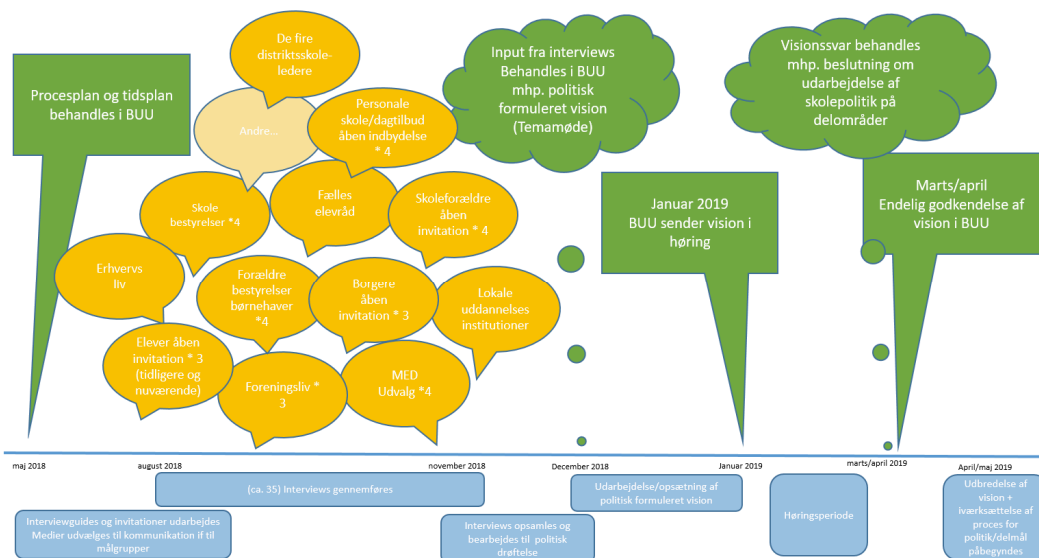 De fire
distriktsskole-
ledere
Procesplan og tidsplan
behandles i BUU
Andre...
Personale
skole/dagtilbud
åben indbydelse
* 4
Input fra interviews
Behandles i BUU
mhp. politisk
formuleret vision
(Temamøde)
Visionssvar behandles
mhp. beslutning om
udarbejdelse af
skolepolitik på
delområder
Skole
bestyrelser *4
Fælles
elevråd
Skoleforældre
åben
invitation * 4
Januar 2019
BUU sender vision i
høring
Marts/april
Endelig godkendelse af
vision i BUU
Erhvervs
liv
Forældre
bestyrelser
børnehaver
*4
Borgere
åben
invitation * 3
Lokale
uddannelses
institutioner
Elever åben
invitation * 3
(tidligere og
nuværende)
Foreningsliv *
3
MED
Udvalg *4
maj 2018
august 2018
november 2018
December 2018
Januar 2019
marts/april 2019
April/maj 2019
(ca. 35) Interviews gennemføres
Udarbejdelse/opsætning af
politisk formuleret vision
Høringsperiode
Udbredelse af
vision +
iværksættelse af
proces for
politik/delmål
påbegyndes
Interviewguides og invitationer udarbejdes
Medier udvælges til kommunikation if til
målgrupper
Interviews opsamles og
bearbejdes til politisk
drøftelse